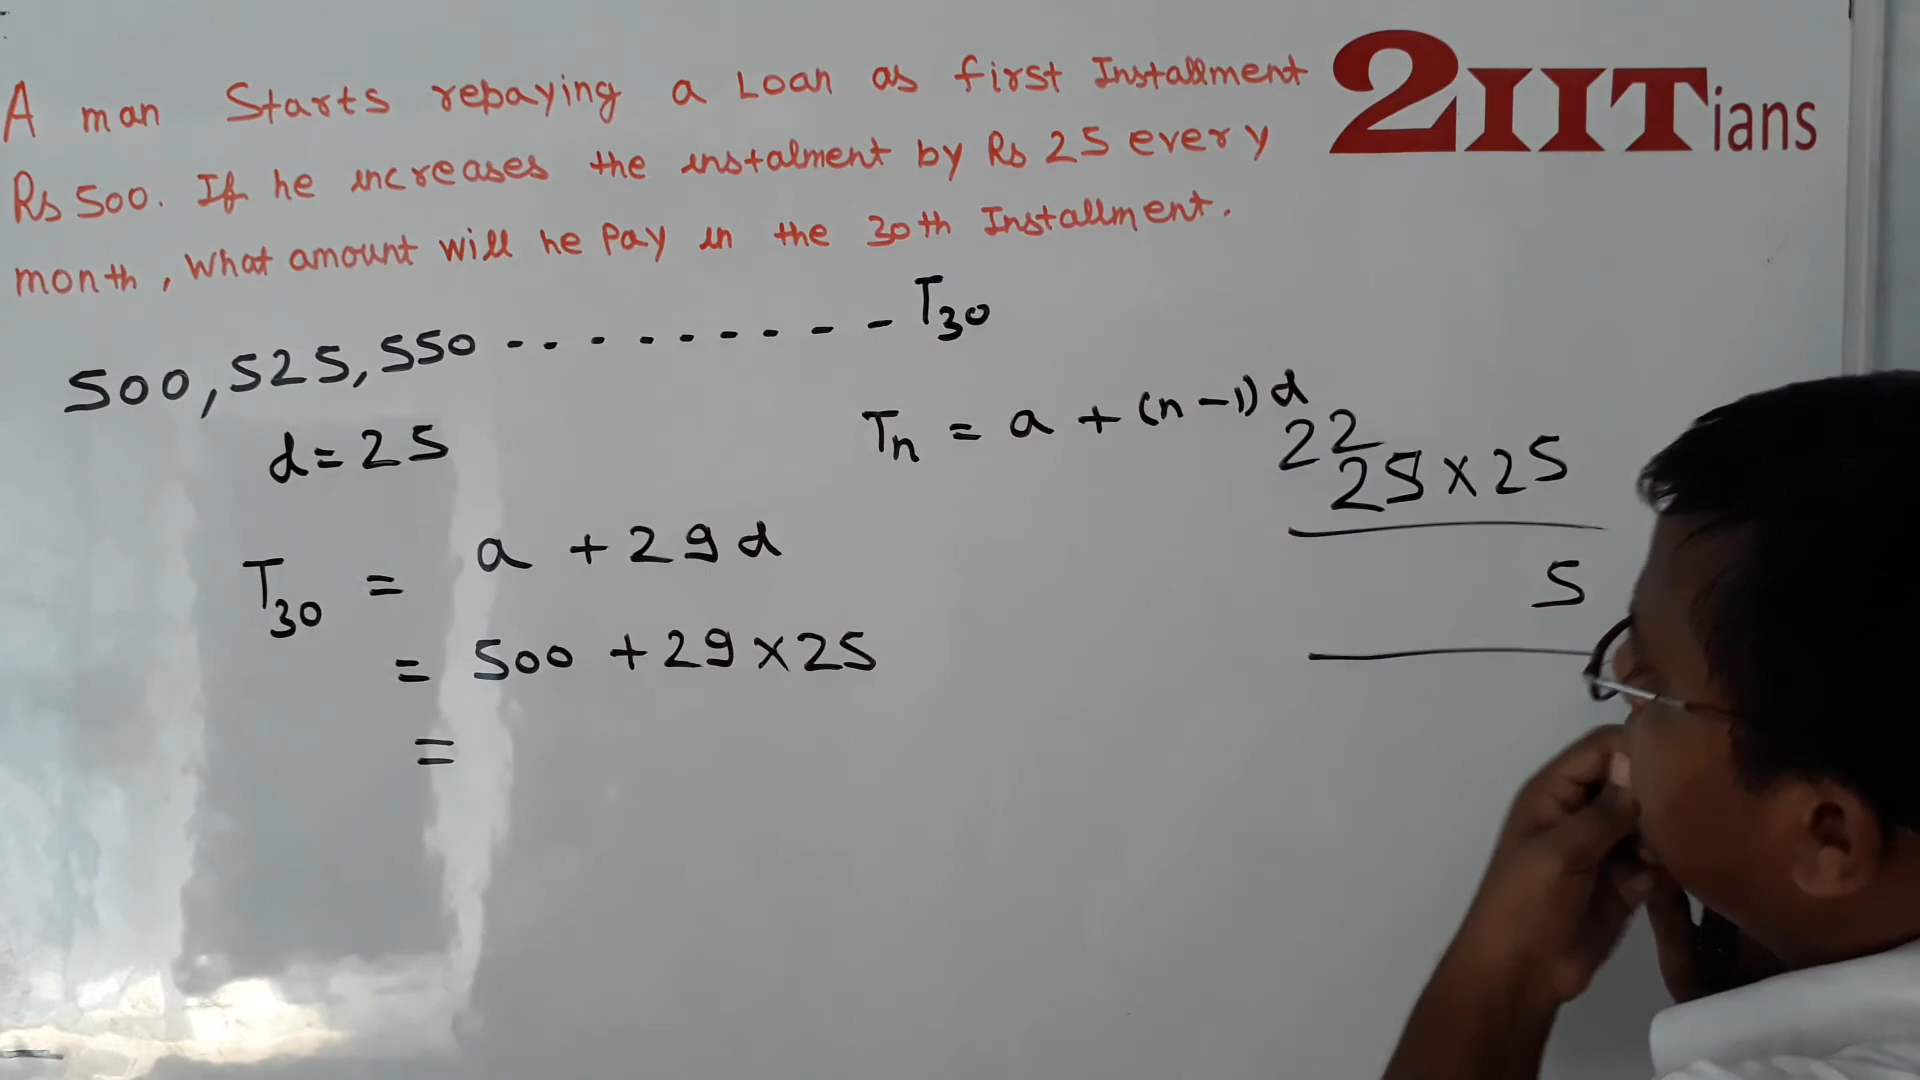 A man Starts repaying a Loan as first Installment
Rs 500. If he increases the instalment by Rs 25 every
month, what amount will he Pay in the 30th Installment.
2IITians
500, 525, 550 - - - - - - - - - T30
d = 25
Tn = a + (n-1)d
22
25 × 25
5
T30 = a + 29d
= 500 + 29 × 25
=